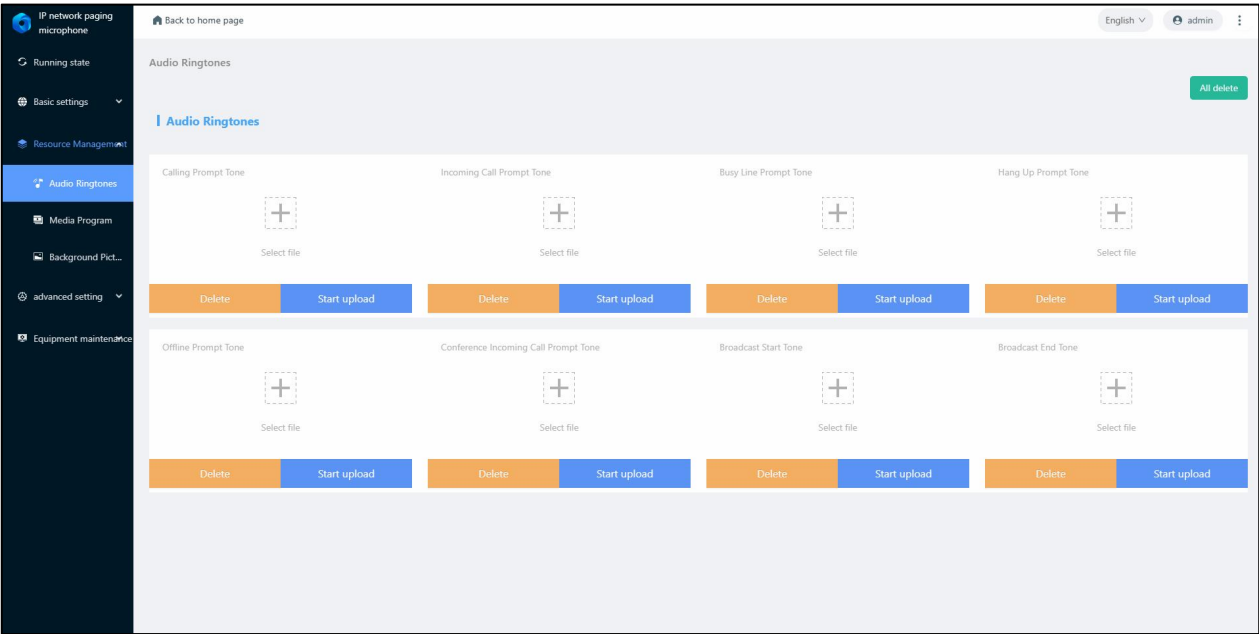 IP network paging
microphone
Back to home page
English
admin
Running state
Basic settings
Resource Management
Audio Ringtones
Media Program
Background Pict...
advanced setting
Equipment maintenance
Audio Ringtones
All delete
Audio Ringtones
Calling Prompt Tone
Incoming Call Prompt Tone
Busy Line Prompt Tone
Hang Up Prompt Tone
Select file
Select file
Select file
Select file
Delete
Start upload
Delete
Start upload
Delete
Start upload
Delete
Start upload
Offline Prompt Tone
Conference Incoming Call Prompt Tone
Broadcast Start Tone
Broadcast End Tone
Select file
Select file
Select file
Select file
Delete
Start upload
Delete
Start upload
Delete
Start upload
Delete
Start upload